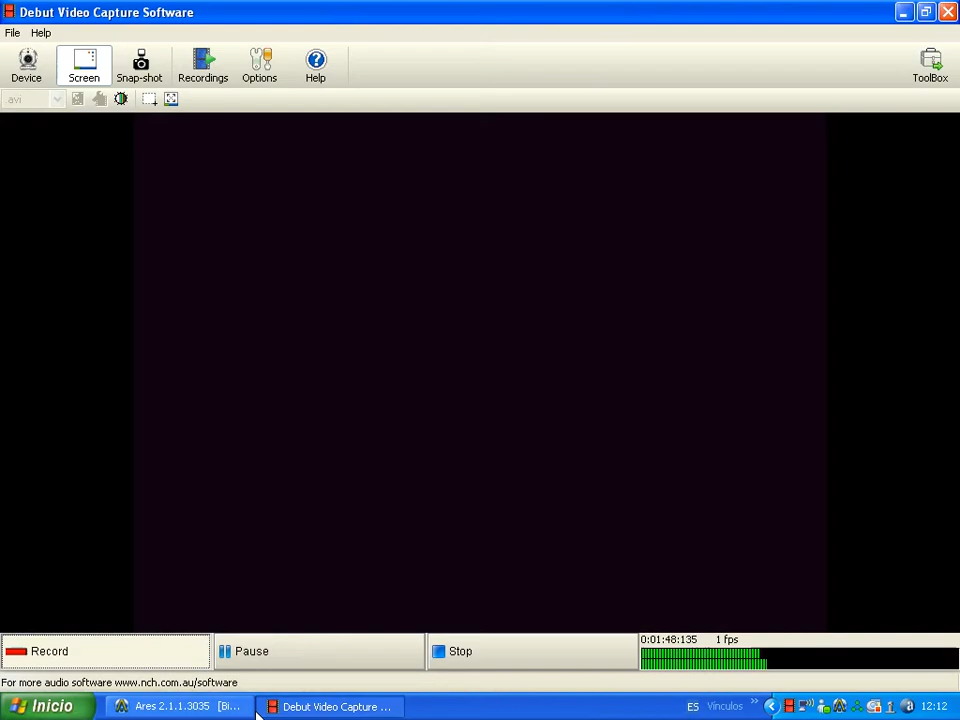 Debut Video Capture Software
File Help
Device Screen Snap-shot Recordings Options Help ToolBox
avi
0:01:48:135 1 fps
Record Pause Stop
For more audio software www.nch.com.au/software
Inicio Ares 2.1.1.3035 [Bi... Debut Video Capture ... ES Vínculos » 12:12